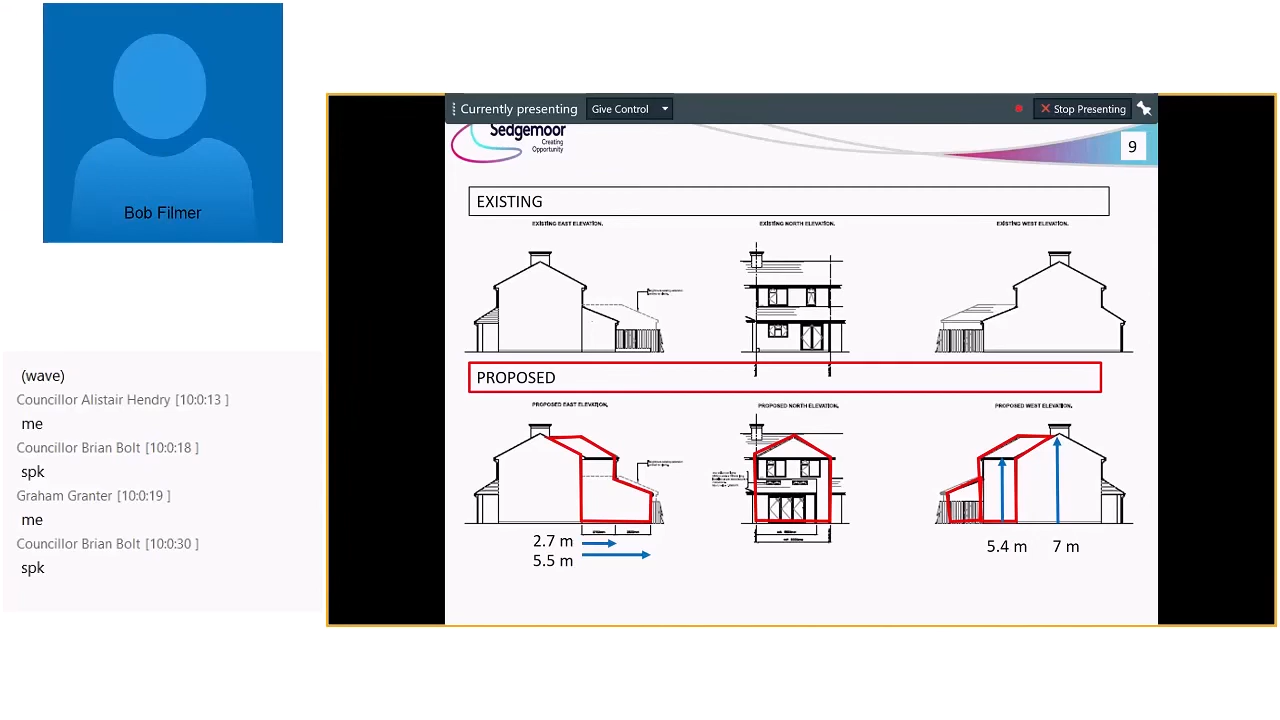 Bob Filmer
(wave)
Councillor Alistair Hendry [10:0:13 ]
me
Councillor Brian Bolt [10:0:18 ]
spk
Graham Granter [10:0:19 ]
me
Councillor Brian Bolt [10:0:30 ]
spk
Currently presenting
Give Control
Stop Presenting
Sedgemoor
Creating
Opportunity
9
EXISTING
EXISTING EAST ELEVATION.
EXISTING NORTH ELEVATION.
EXISTING WEST ELEVATION.
PROPOSED
PROPOSED EAST ELEVATION.
PROPOSED NORTH ELEVATION.
PROPOSED WEST ELEVATION.
2.7 m
5.5 m
5.4 m
7 m